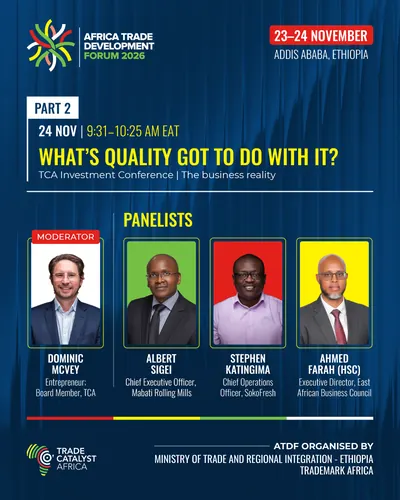 AFRICA TRADE
DEVELOPMENT
FORUM 2026
23–24 NOVEMBER
ADDIS ABABA, ETHIOPIA
PART 2
24 NOV | 9:31–10:25 AM EAT
WHAT'S QUALITY GOT TO DO WITH IT?
TCA Investment Conference | The business reality
PANELISTS
MODERATOR
DOMINIC
MCVEY
Entrepreneur;
Board Member, TCA
ALBERT
SIGEI
Chief Executive Officer,
Mabati Rolling Mills
STEPHEN
KATINGIMA
Chief Operations
Officer, SokoFresh
AHMED
FARAH (HSC)
Executive Director, East
African Business Council
TRADE
CATALYST
AFRICA
ATDF ORGANISED BY
MINISTRY OF TRADE AND REGIONAL INTEGRATION - ETHIOPIA
TRADEMARK AFRICA